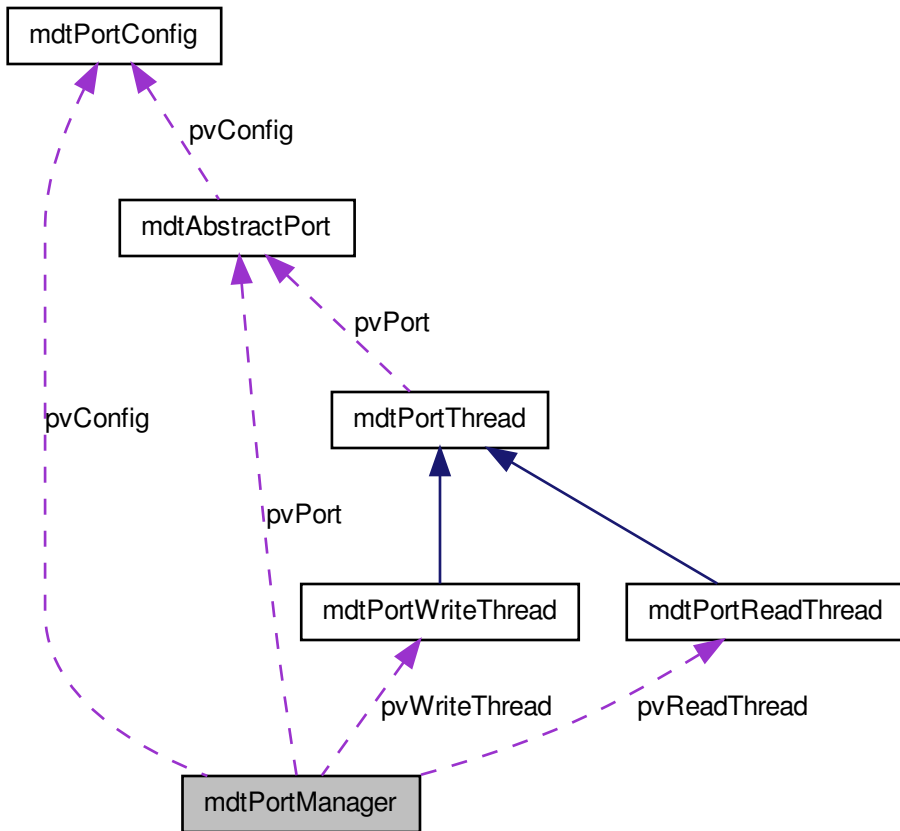 mdtPortConfig
pvConfig
mdtAbstractPort
pvPort
mdtPortThread
pvConfig
pvPort
mdtPortWriteThread
mdtPortReadThread
pvWriteThread
pvReadThread
mdtPortManager